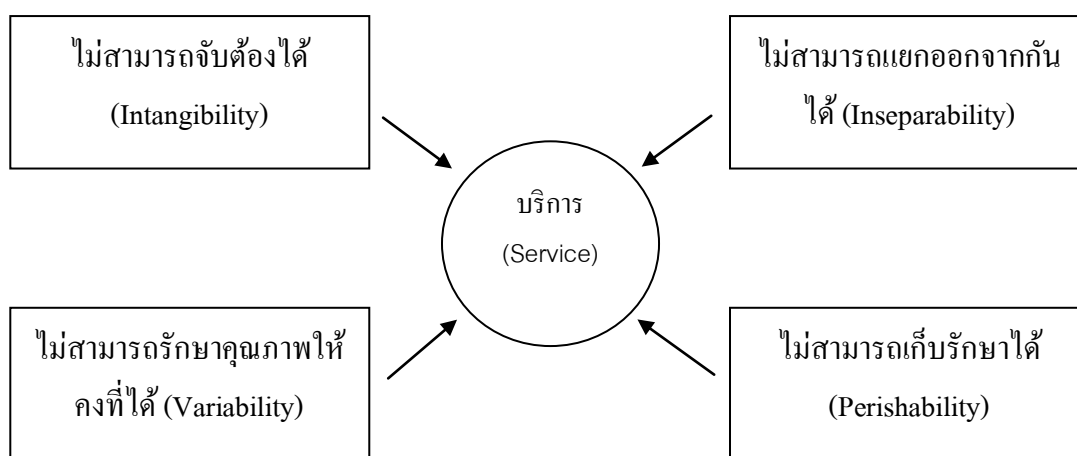 ไม่สามารถจับต้องได้
(Intangibility)
ไม่สามารถแยกออกจากกัน
ได้ (Inseparability)
บริการ
(Service)
ไม่สามารถรักษาคุณภาพให้
คงที่ได้ (Variability)
ไม่สามารถเก็บรักษาได้
(Perishability)